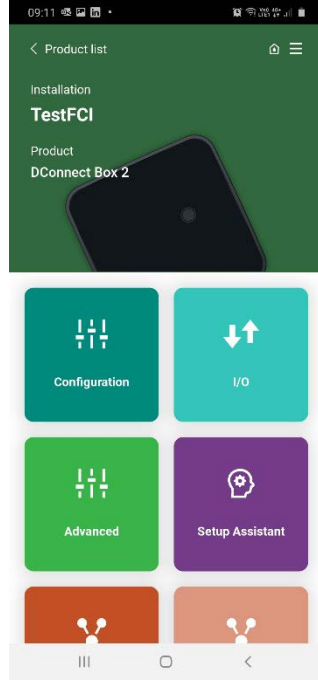 09:11
Product list
Installation
TestFCI
Product
DConnect Box 2
Configuration
I/O
Advanced
Setup Assistant